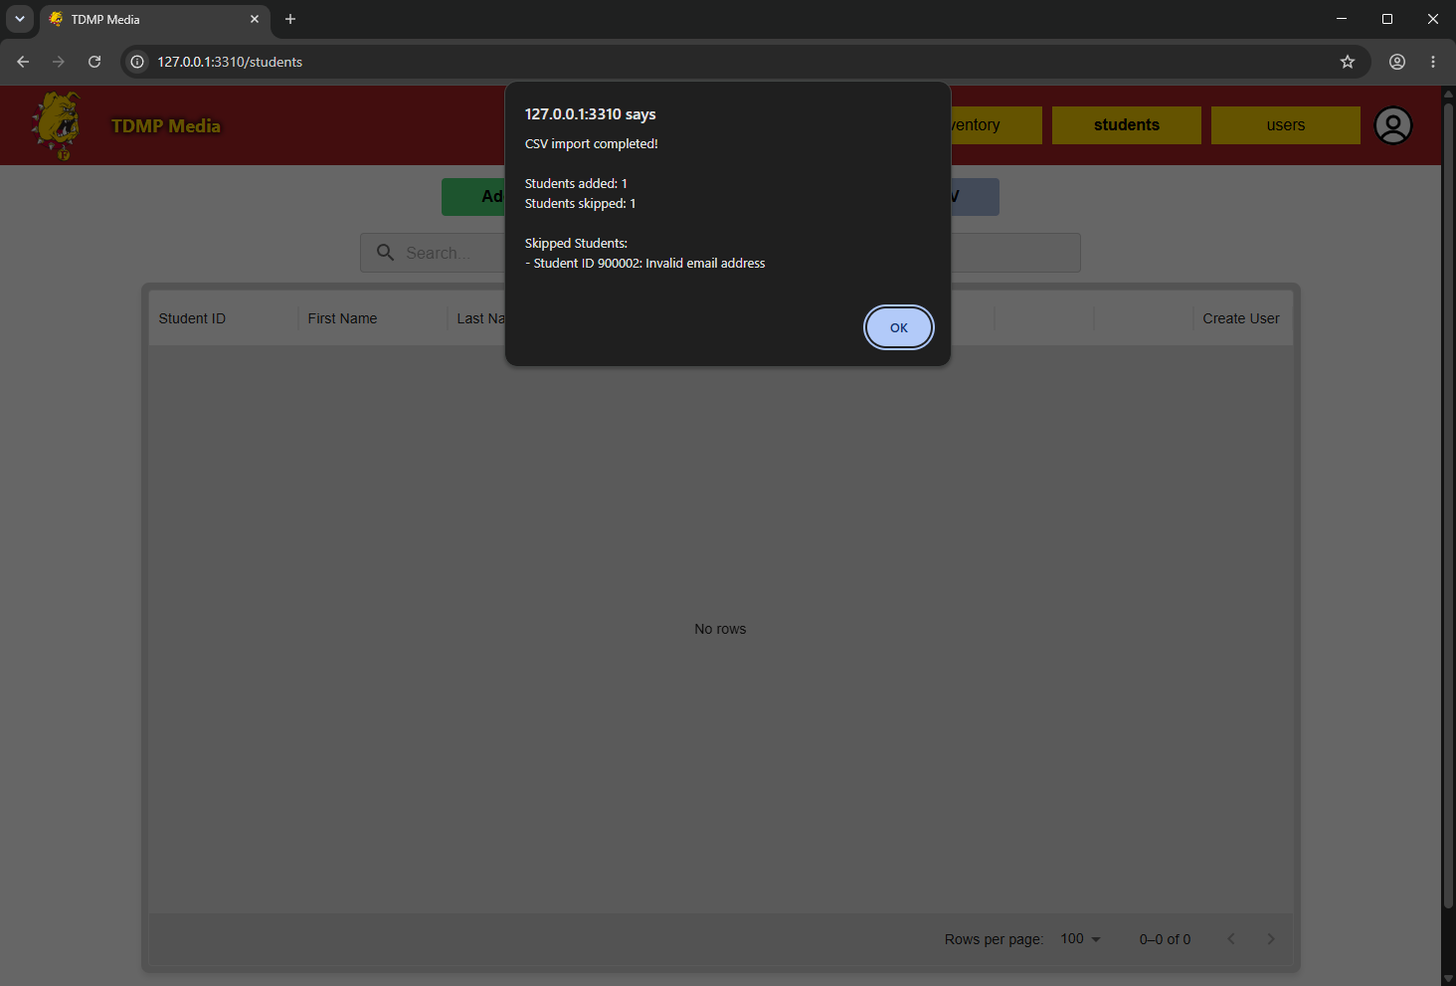 TDMP Media
127.0.0.1:3310/students
TDMP Media
students
users
127.0.0.1:3310 says
CSV import completed!
Students added: 1
Students skipped: 1
Skipped Students:
- Student ID 900002: Invalid email address
OK
Search...
Student ID
First Name
Last Na
Create User
No rows
Rows per page:
100
0–0 of 0